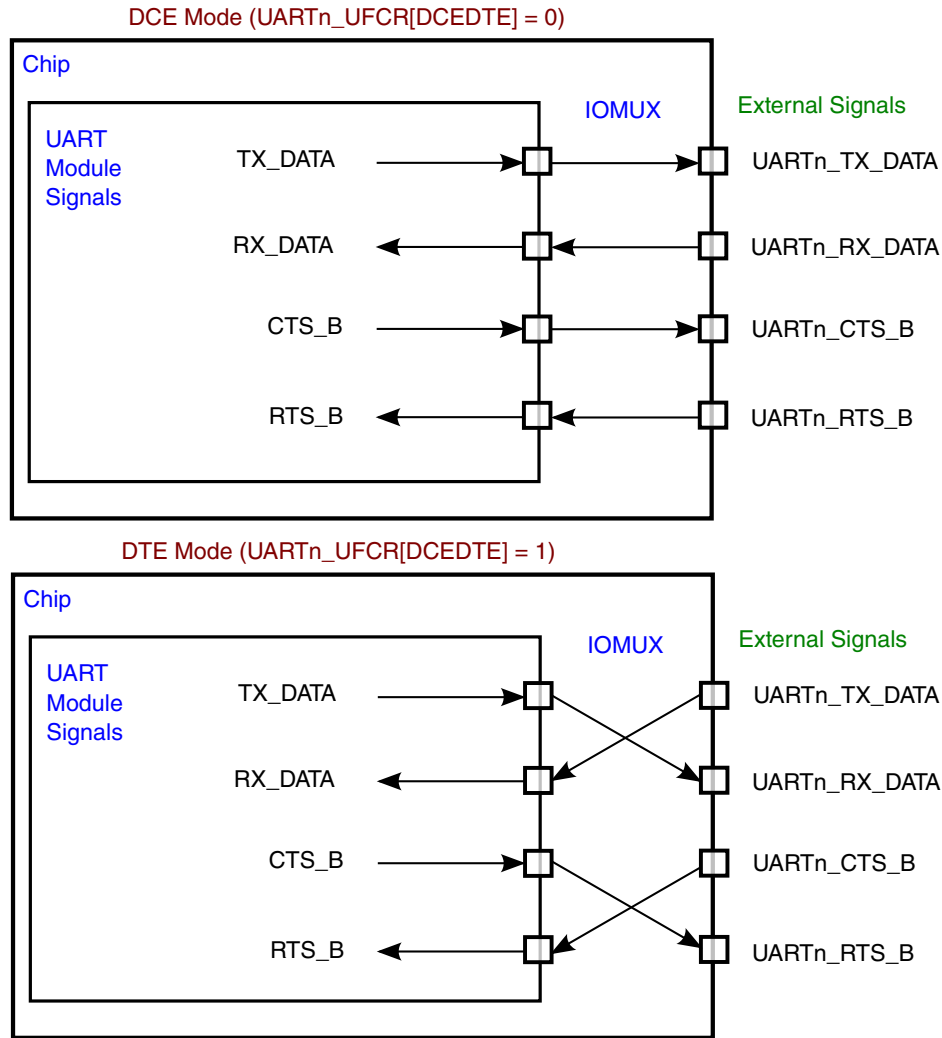 DCE Mode (UARTn_UFCR[DCEDTE] = 0)
Chip
IOMUX
External Signals
UART
Module
Signals
TX_DATA
UARTn_TX_DATA
RX_DATA
UARTn_RX_DATA
CTS_B
UARTn_CTS_B
RTS_B
UARTn_RTS_B
DTE Mode (UARTn_UFCR[DCEDTE] = 1)
Chip
IOMUX
External Signals
UART
Module
Signals
TX_DATA
UARTn_TX_DATA
RX_DATA
UARTn_RX_DATA
CTS_B
UARTn_CTS_B
RTS_B
UARTn_RTS_B